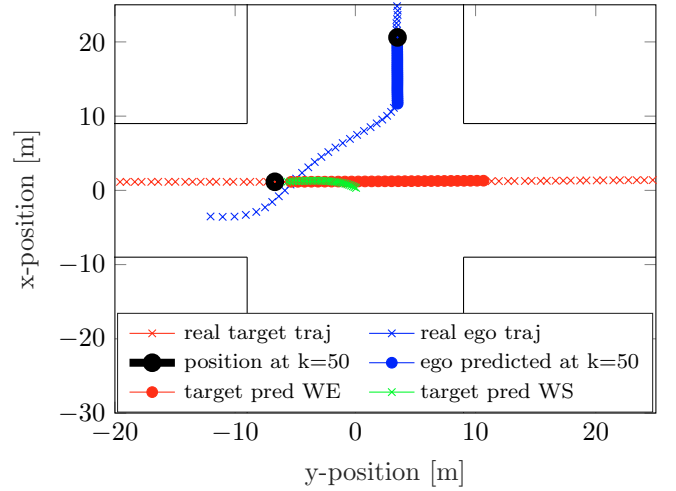 20
10
0
−10
−20
−30
x-position [m]
real target traj
real ego traj
position at k=50
ego predicted at k=50
target pred WE
target pred WS
−20
−10
0
10
20
y-position [m]